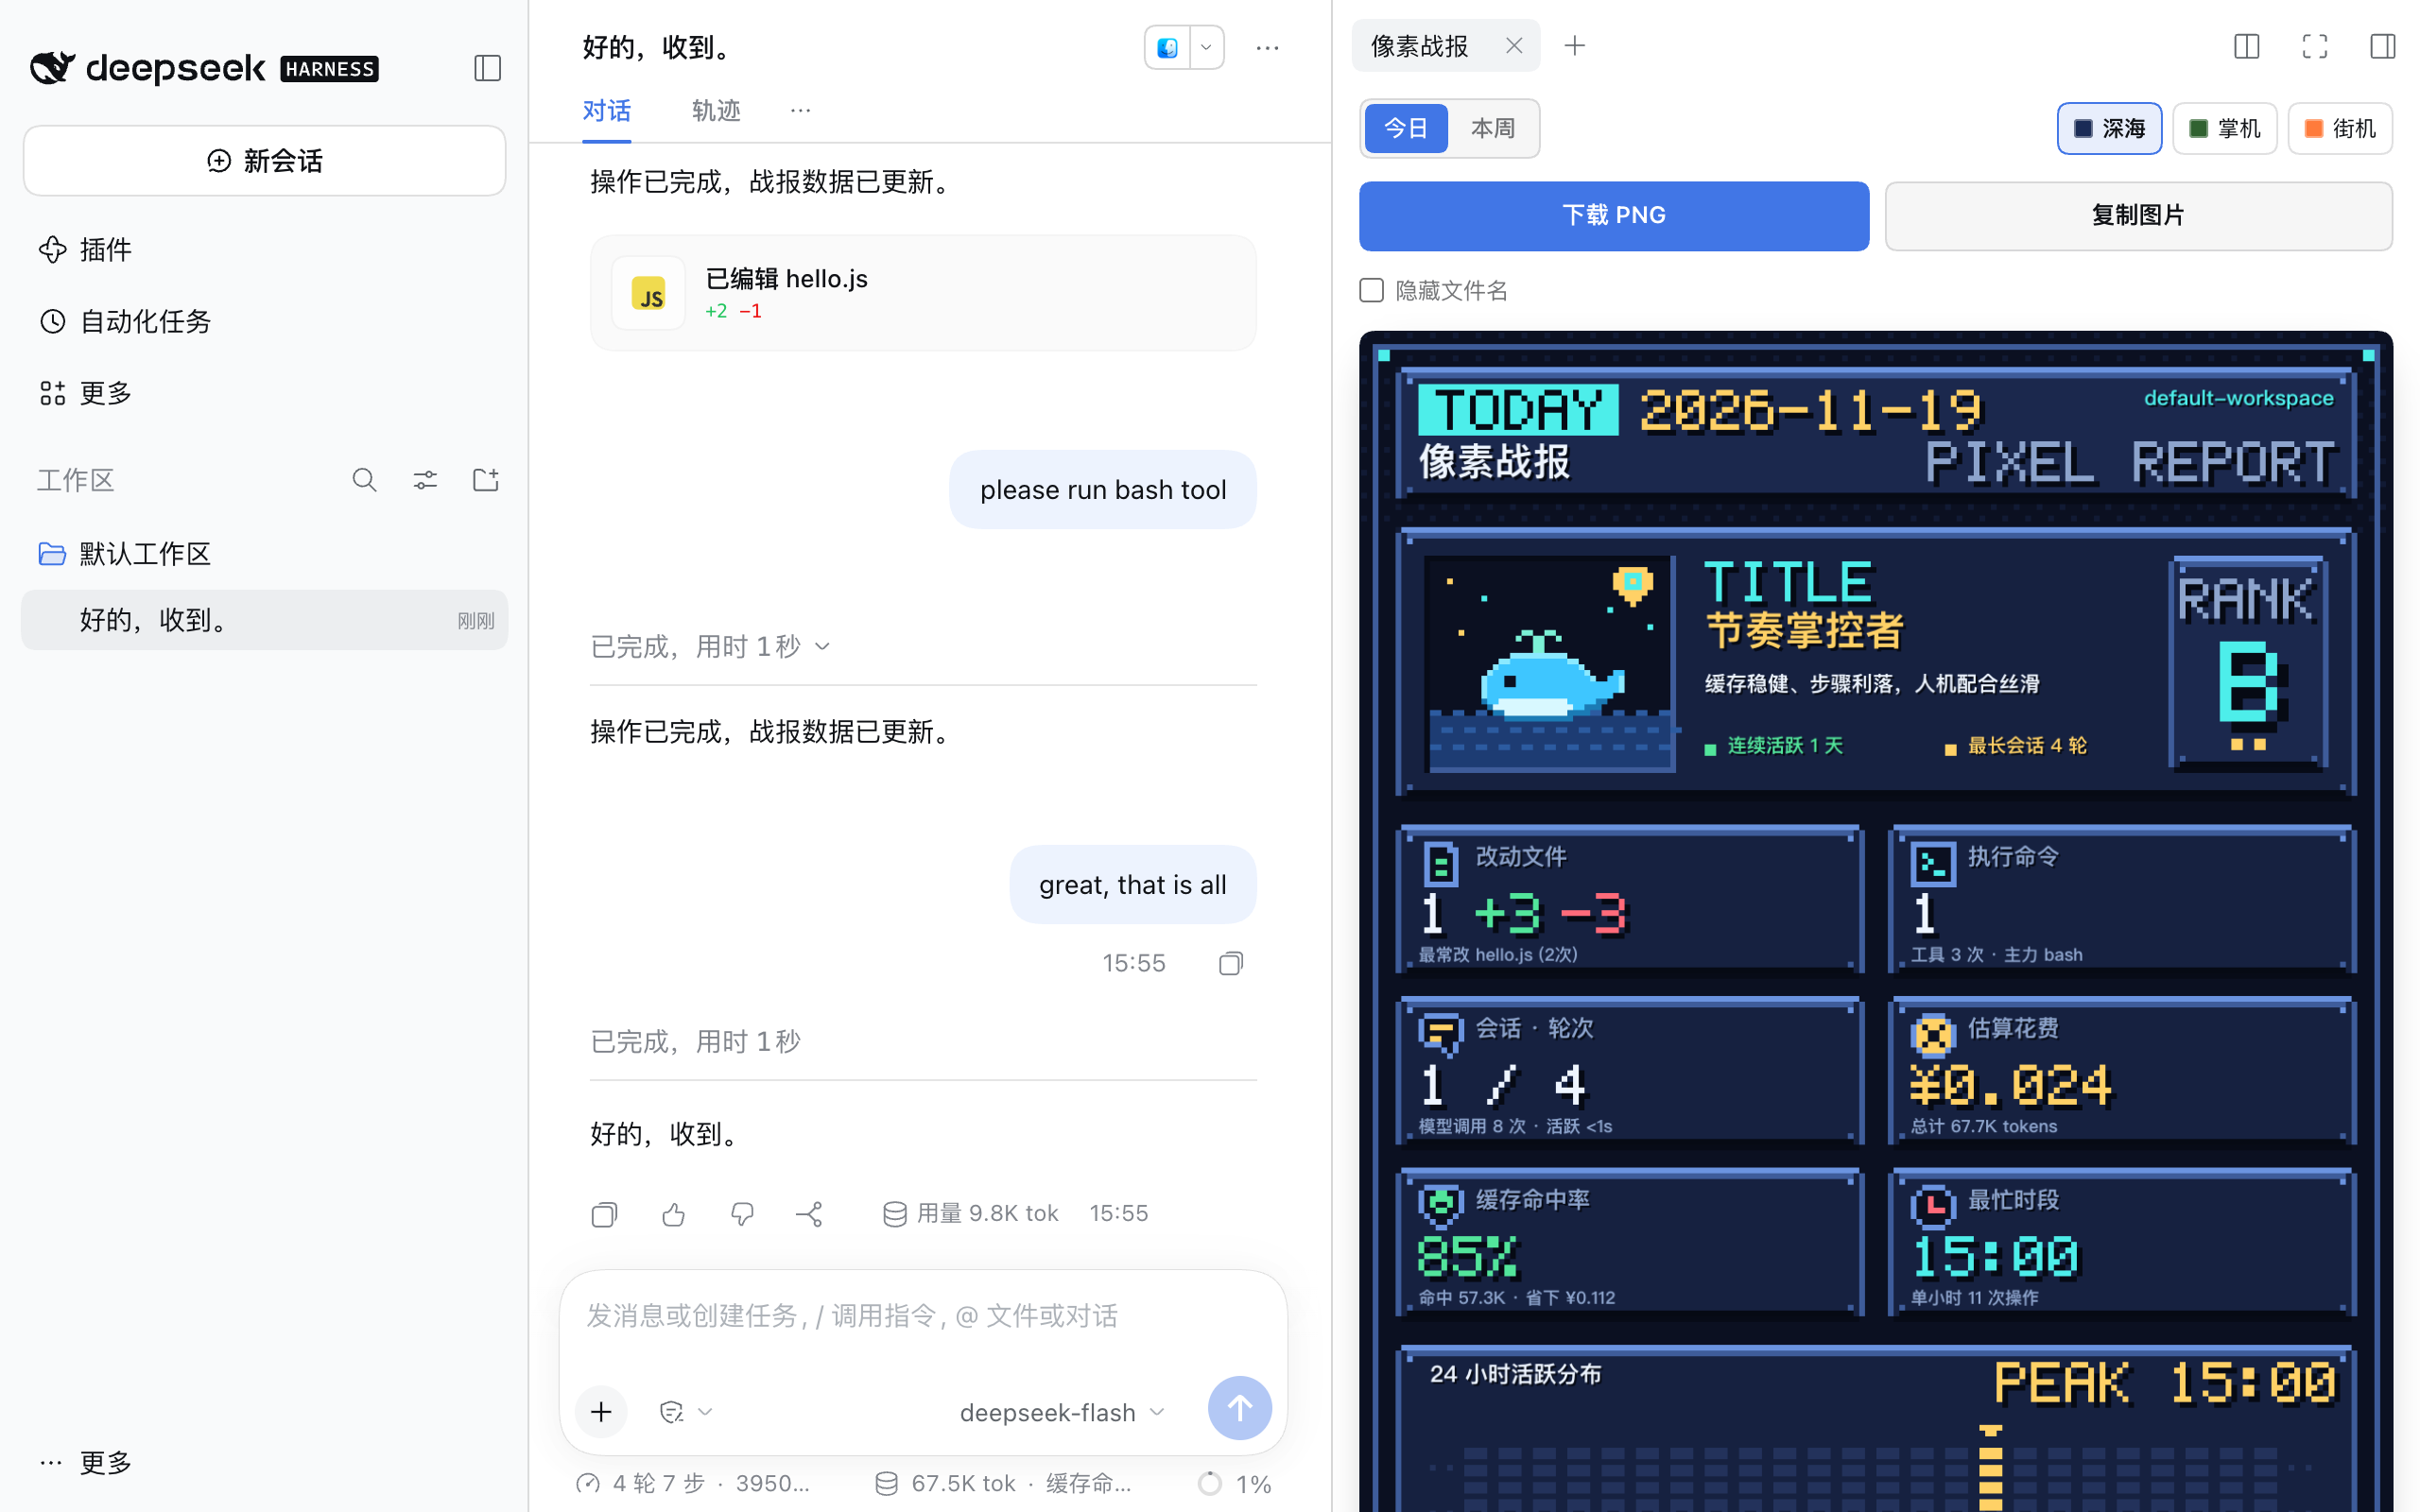 deepseek HARNESS
新会话
插件
自动化任务
更多
工作区
默认工作区
好的，收到。 刚刚
更多
好的，收到。
对话 轨迹
操作已完成，战报数据已更新。
JS
已编辑 hello.js
+2 −1
please run bash tool
已完成，用时 1 秒
操作已完成，战报数据已更新。
great, that is all
15:55
已完成，用时 1 秒
好的，收到。
用量 9.8K tok 15:55
发消息或创建任务, / 调用指令, @ 文件或对话
deepseek-flash
4 轮 7 步 · 3950...
67.5K tok · 缓存命...
1%
像素战报
今日 本周
深海 掌机 街机
下载 PNG 复制图片
隐藏文件名
TODAY 2026-11-19 default-workspace
像素战报 PIXEL REPORT
TITLE
节奏掌控者
缓存稳健、步骤利落，人机配合丝滑
连续活跃 1 天 最长会话 4 轮
RANK
B
改动文件
1 +3 −3
最常改 hello.js (2次)
执行命令
1
工具 3 次 · 主力 bash
会话 · 轮次
1 / 4
模型调用 8 次 · 活跃 <1s
估算花费
¥0.024
总计 67.7K tokens
缓存命中率
85%
命中 57.3K · 省下 ¥0.112
最忙时段
15:00
单小时 11 次操作
24 小时活跃分布 PEAK 15:00